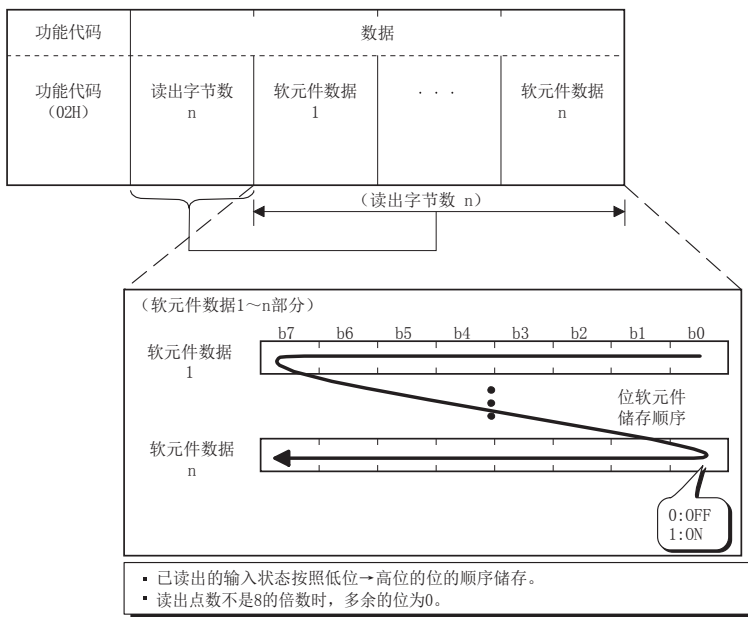 功能代码 数据
功能代码 读出字节数 软元件数据 · · · 软元件数据
(02H) n 1 n
(读出字节数 n)
(软元件数据1～n部分)
b7 b6 b5 b4 b3 b2 b1 b0
软元件数据
1
位软元件
储存顺序
软元件数据
n
0:OFF
1:ON
▪ 已读出的输入状态按照低位→高位的位的顺序储存。
▪ 读出点数不是8的倍数时，多余的位为0。